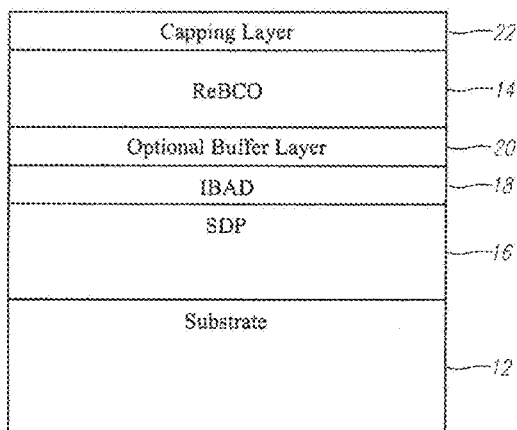 Capping Layer 22
ReBCO 14
Optional Buffer Layer 20
IBAD 18
SDP
16
Substrate
12